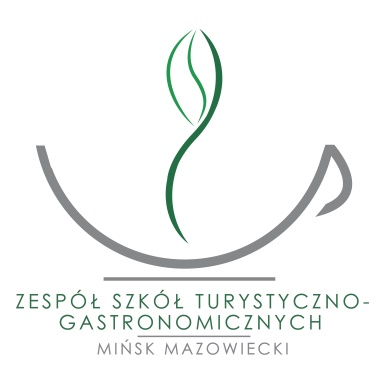 ZESPÓŁ SZKÓŁ TURYSTYCZNO-
GASTRONOMICZNYCH
MIŃSK MAZOWIECKI